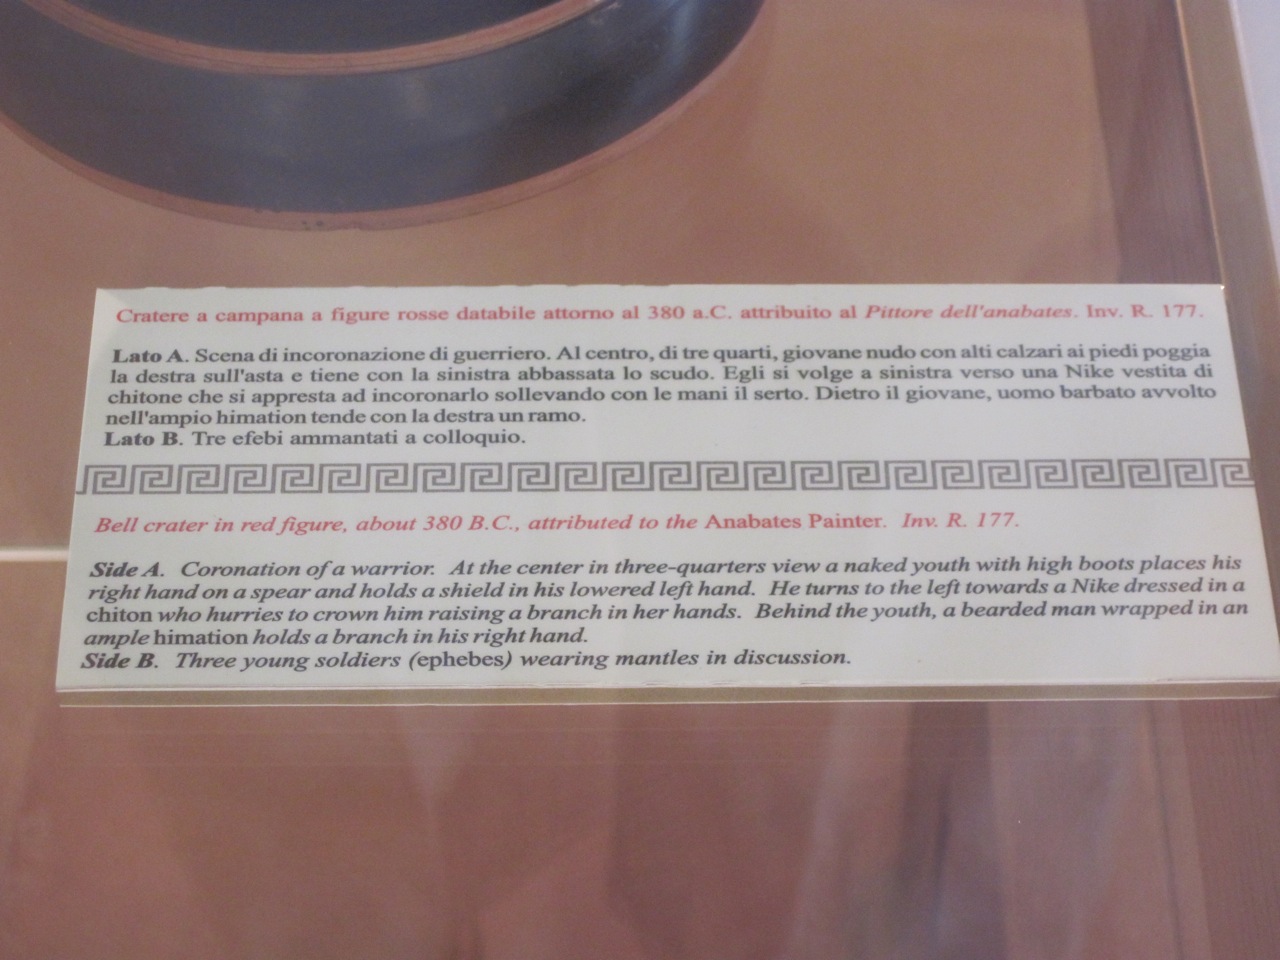 Cratere a campana a figure rosse databile attorno al 380 a.C. attribuito al Pittore dell'anabates. Inv. R. 177.
Lato A. Scena di incoronazione di guerriero. Al centro, di tre quarti, giovane nudo con alti calzari ai piedi poggia
la destra sull'asta e tiene con la sinistra abbassata lo scudo. Egli si volge a sinistra verso una Nike vestita di
chitone che si appresta ad incoronarlo sollevando con le mani il serto. Dietro il giovane, uomo barbato avvolto
nell'ampio himation tende con la destra un ramo.
Lato B. Tre efebi ammantati a colloquio.
Bell crater in red figure, about 380 B.C., attributed to the Anabates Painter. Inv. R. 177.
Side A. Coronation of a warrior. At the center in three-quarters view a naked youth with high boots places his
right hand on a spear and holds a shield in his lowered left hand. He turns to the left towards a Nike dressed in a
chiton who hurries to crown him raising a branch in her hands. Behind the youth, a bearded man wrapped in an
ample himation holds a branch in his right hand.
Side B. Three young soldiers (ephebes) wearing mantles in discussion.